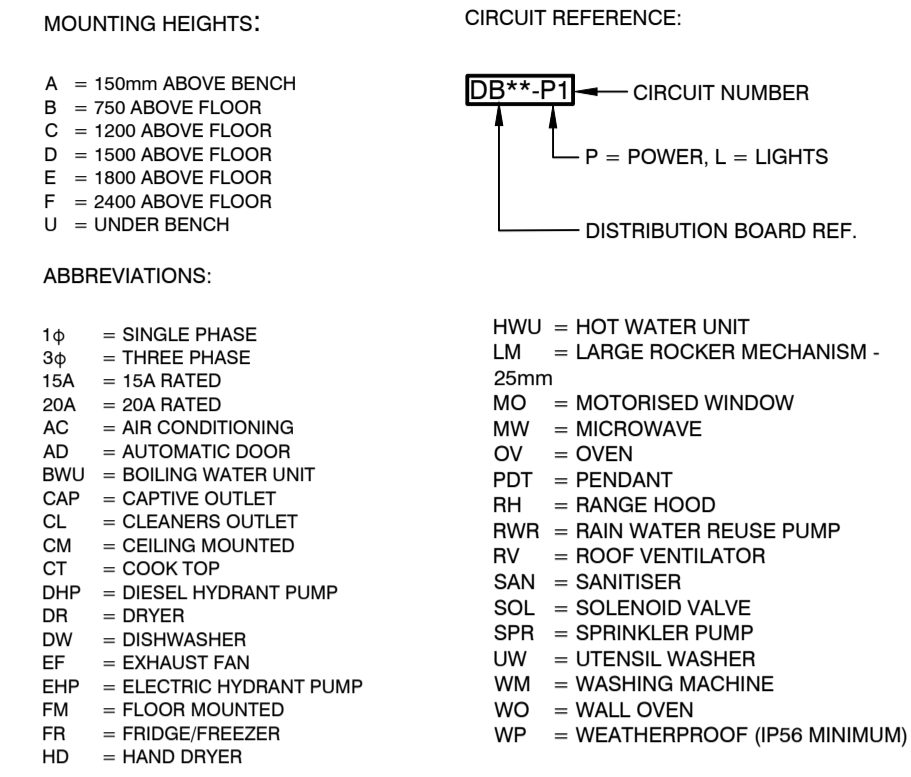 MOUNTING HEIGHTS:
A = 150mm ABOVE BENCH
B = 750 ABOVE FLOOR
C = 1200 ABOVE FLOOR
D = 1500 ABOVE FLOOR
E = 1800 ABOVE FLOOR
F = 2400 ABOVE FLOOR
U = UNDER BENCH
CIRCUIT REFERENCE:
DB**-P1
CIRCUIT NUMBER
P = POWER, L = LIGHTS
DISTRIBUTION BOARD REF.
ABBREVIATIONS:
1ϕ = SINGLE PHASE
3ϕ = THREE PHASE
15A = 15A RATED
20A = 20A RATED
AC = AIR CONDITIONING
AD = AUTOMATIC DOOR
BWU = BOILING WATER UNIT
CAP = CAPTIVE OUTLET
CL = CLEANERS OUTLET
CM = CEILING MOUNTED
CT = COOK TOP
DHP = DIESEL HYDRANT PUMP
DR = DRYER
DW = DISHWASHER
EF = EXHAUST FAN
EHP = ELECTRIC HYDRANT PUMP
FM = FLOOR MOUNTED
FR = FRIDGE/FREEZER
HD = HAND DRYER
HWU = HOT WATER UNIT
LM = LARGE ROCKER MECHANISM -
25mm
MO = MOTORISED WINDOW
MW = MICROWAVE
OV = OVEN
PDT = PENDANT
RH = RANGE HOOD
RWR = RAIN WATER REUSE PUMP
RV = ROOF VENTILATOR
SAN = SANITISER
SOL = SOLENOID VALVE
SPR = SPRINKLER PUMP
UW = UTENSIL WASHER
WM = WASHING MACHINE
WO = WALL OVEN
WP = WEATHERPROOF (IP56 MINIMUM)